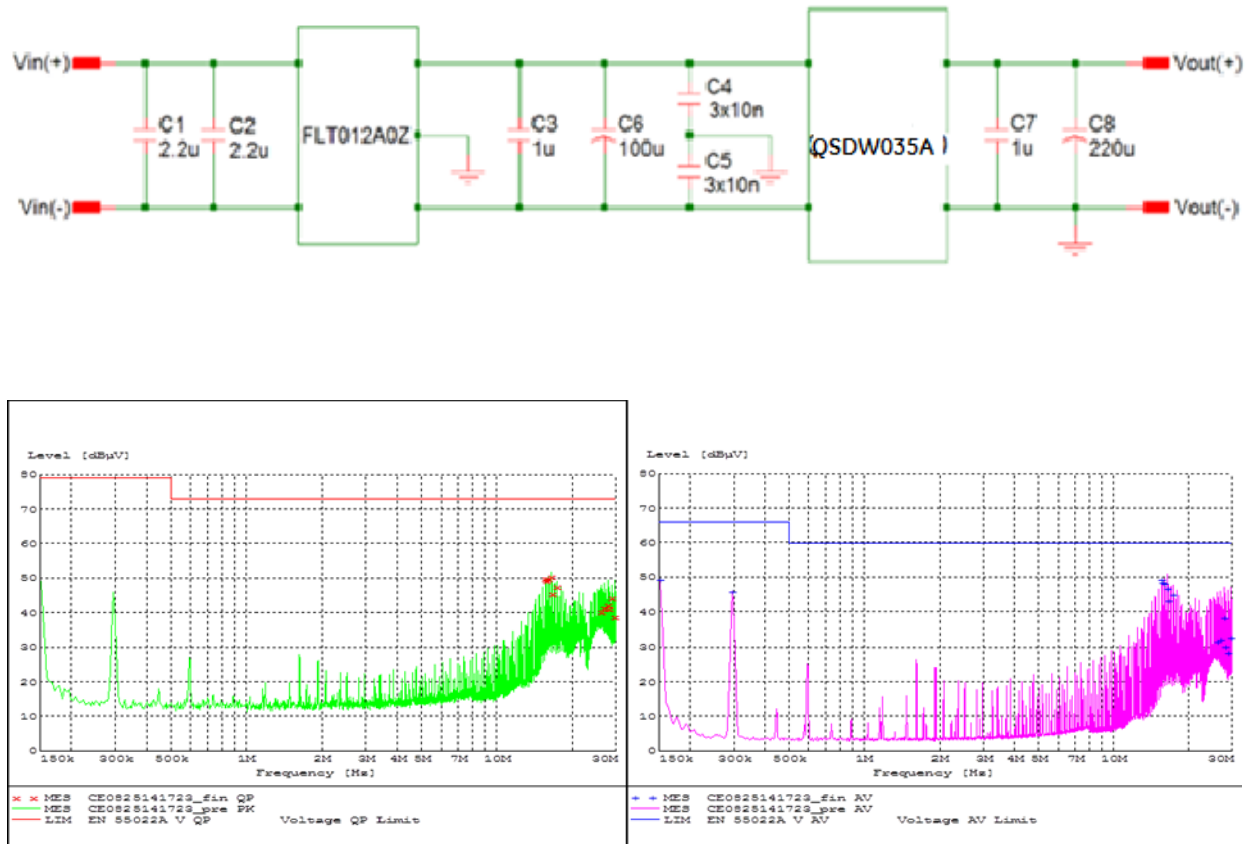 Vin(+)
C1
2.2u
C2
2.2u
FLT012A0Z
C3
1u
C6
100u
C4
3x10n
C5
3x10n
QSDW035A )
C7
1u
C8
220u
Vout(+)
Vin(-)
Vout(-)
Level [dBµV]
80
70
60
50
40
30
20
10
0
150k 300k 500k 1M 2M 3M 4M 5M 7M 10M 30M
Frequency [Hz]
× × MES CE0825141723_fin QP
MES CE0825141723_pre PK
LIM EN 55022A V QP Voltage QP Limit
Level [dBµV]
80
70
60
50
40
30
20
10
0
150k 300k 500k 1M 2M 3M 4M 5M 7M 10M 30M
Frequency [Hz]
+ + MES CE0825141723_fin AV
MES CE0825141723_pre AV
LIM EN 55022A V AV Voltage AV Limit